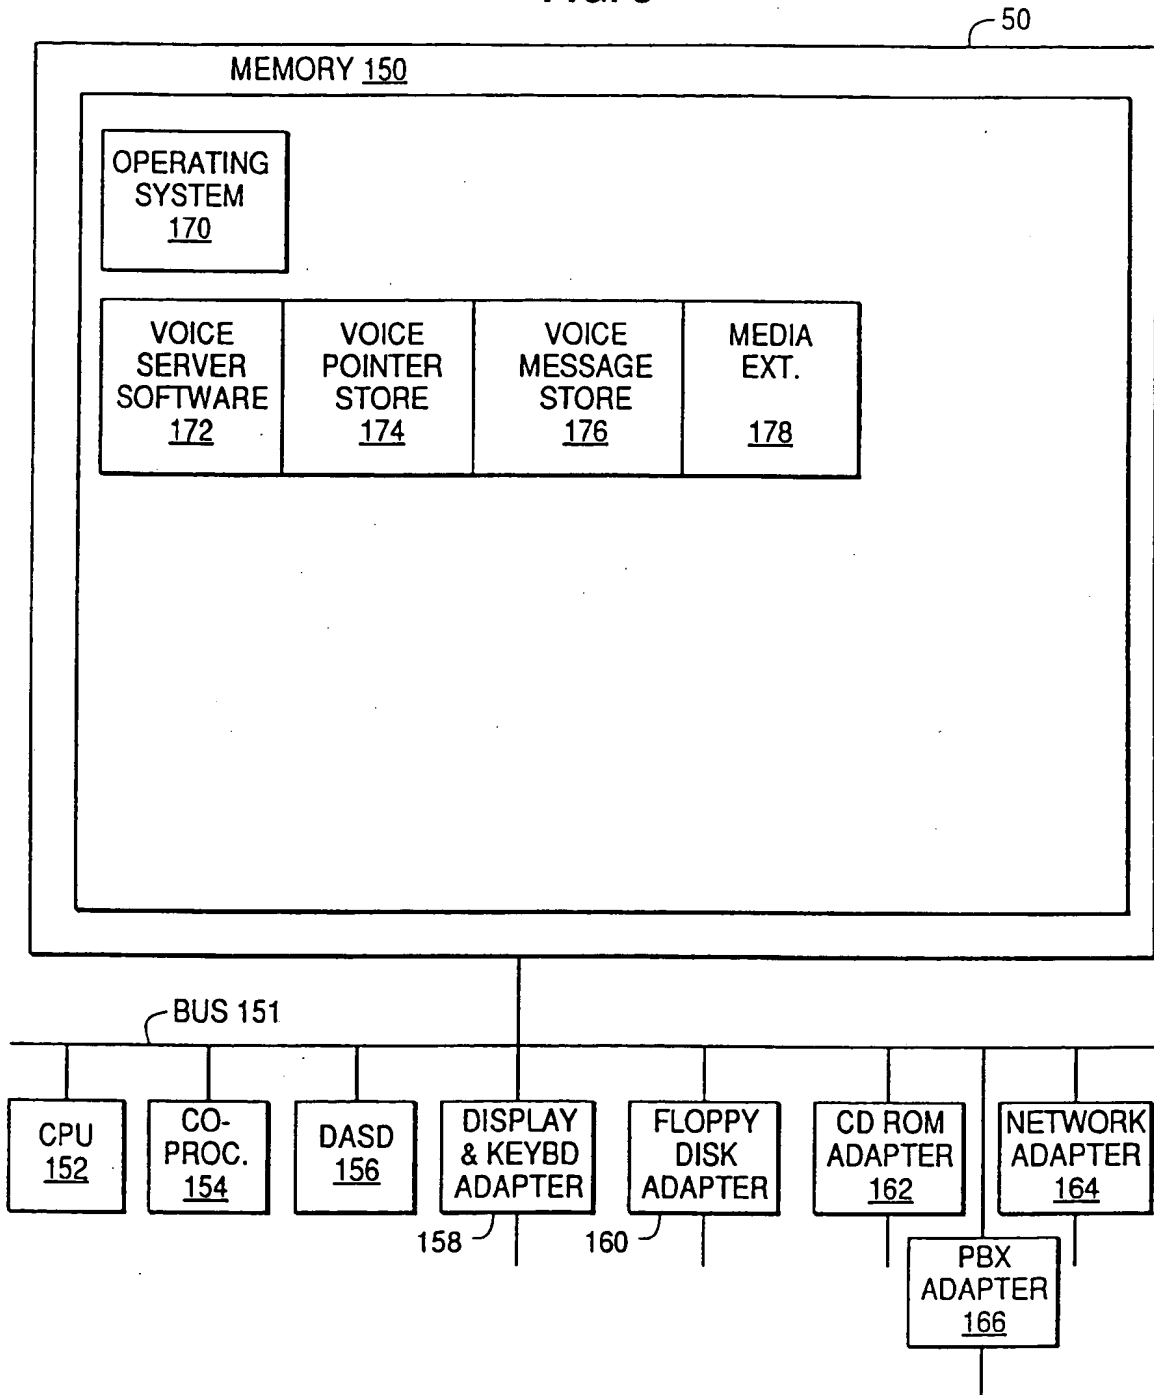 50
MEMORY 150
OPERATING
SYSTEM
170
VOICE
SERVER
SOFTWARE
172
VOICE
POINTER
STORE
174
VOICE
MESSAGE
STORE
176
MEDIA
EXT.
178
BUS 151
CPU
152
CO-
PROC.
154
DASD
156
DISPLAY
& KEYBD
ADAPTER
158
FLOPPY
DISK
ADAPTER
160
CD ROM
ADAPTER
162
NETWORK
ADAPTER
164
PBX
ADAPTER
166